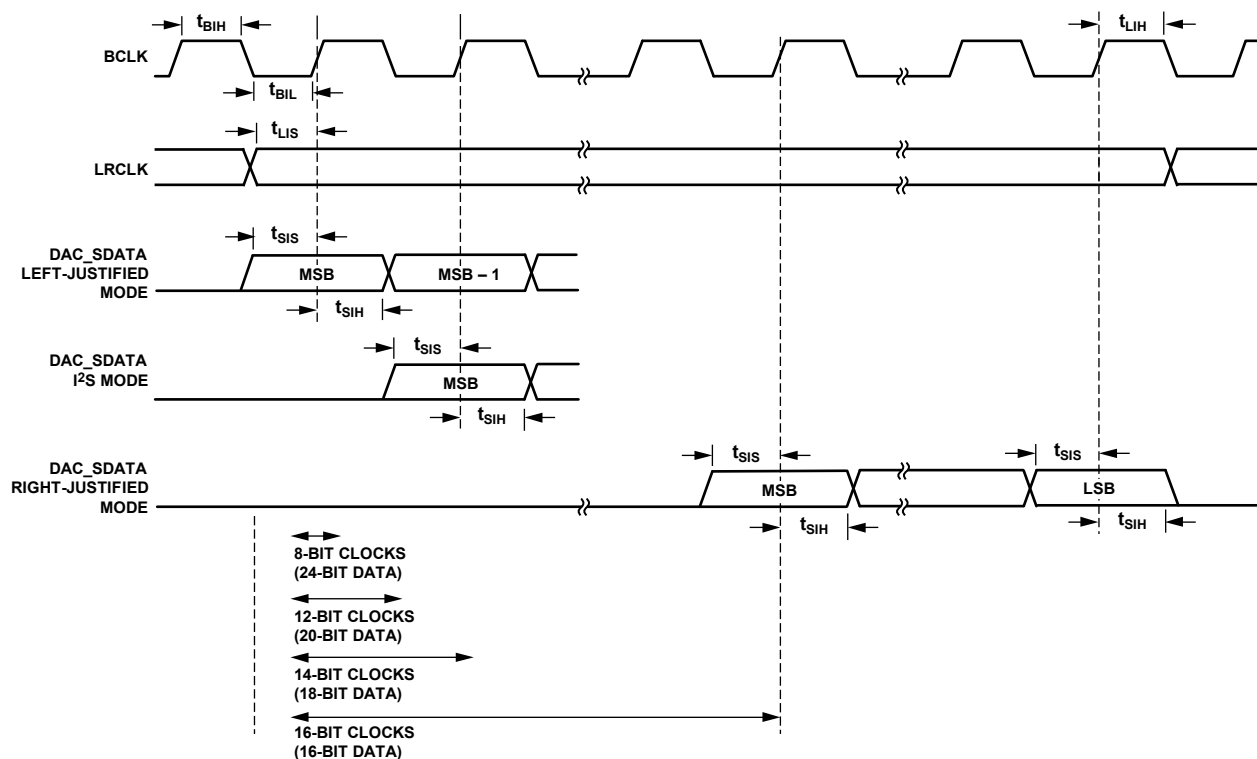 tBIH
tLIH
BCLK
tBIL
tLIS
LRCLK
tSIS
DAC_SDATA
LEFT-JUSTIFIED
MODE
MSB
MSB – 1
tSIH
DAC_SDATA
I2S MODE
tSIS
MSB
tSIH
DAC_SDATA
RIGHT-JUSTIFIED
MODE
tSIS
tSIS
MSB
LSB
tSIH
tSIH
8-BIT CLOCKS
(24-BIT DATA)
12-BIT CLOCKS
(20-BIT DATA)
14-BIT CLOCKS
(18-BIT DATA)
16-BIT CLOCKS
(16-BIT DATA)